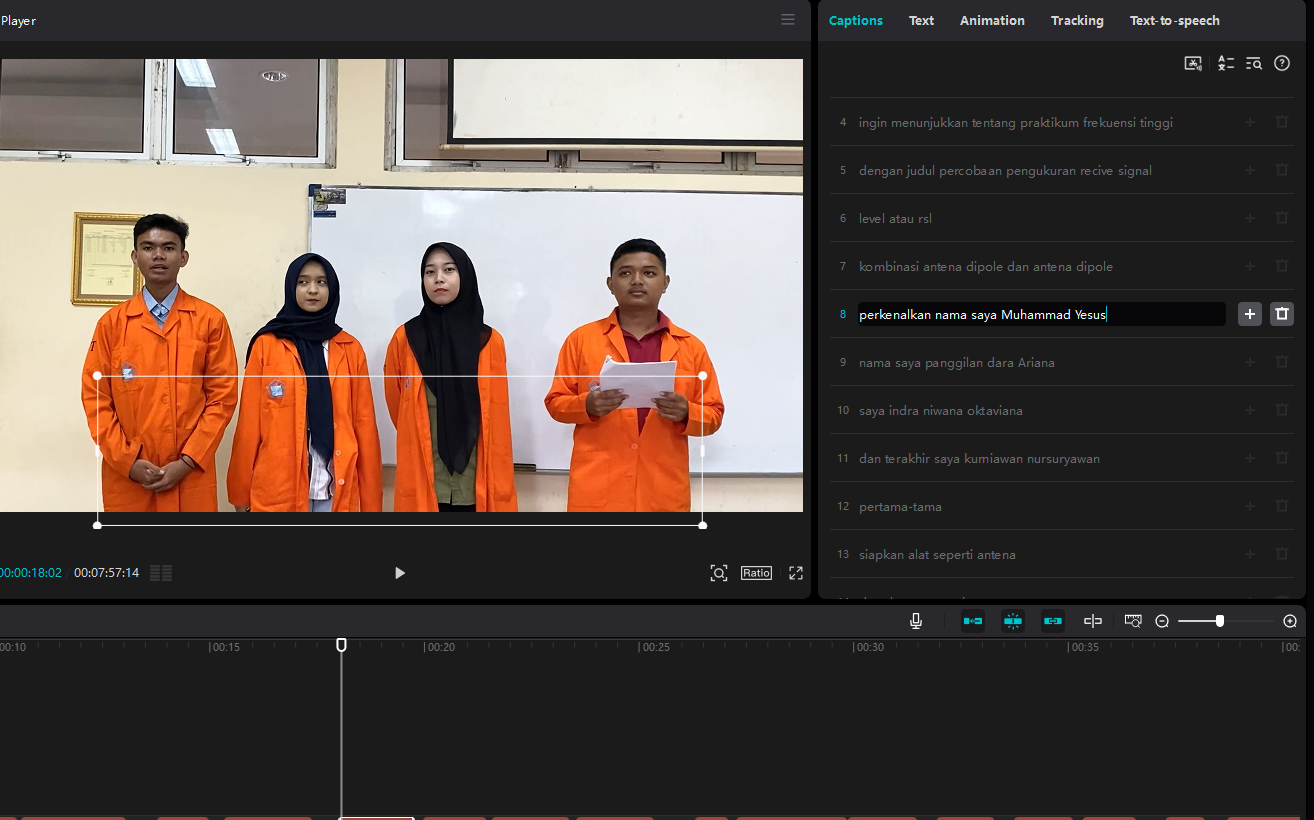 Player
Captions Text Animation Tracking Text-to-speech
4 ingin menunjukkan tentang praktikum frekuensi tinggi
5 dengan judul percobaan pengukuran recive signal
6 level atau rsl
7 kombinasi antena dipole dan antena dipole
8 perkenalkan nama saya Muhammad Yesus
9 nama saya panggilan dara Ariana
10 saya indra niwana oktaviana
11 dan terakhir saya kurniawan nursuryawan
12 pertama-tama
13 siapkan alat seperti antena
00:00:18:02 / 00:07:57:14
Ratio
00:10 00:15 00:20 00:25 00:30 00:35 00: